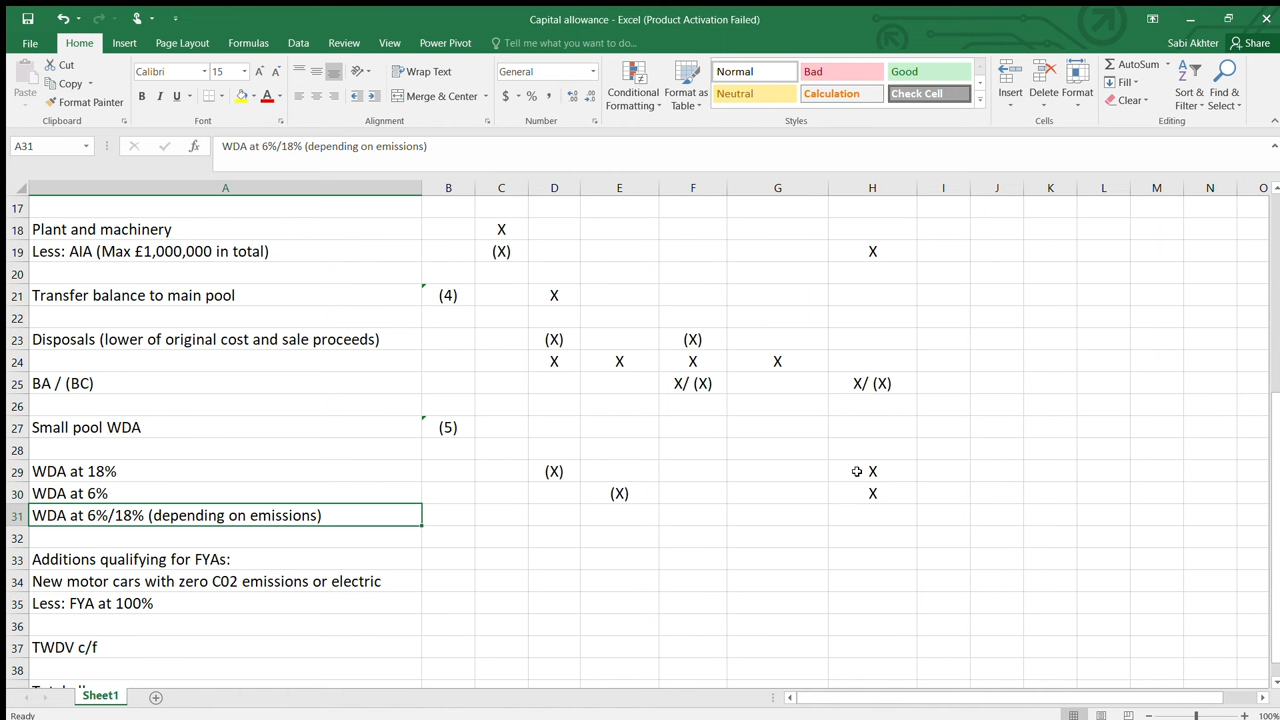 Capital allowance - Excel (Product Activation Failed)
File Home Insert Page Layout Formulas Data Review View Power Pivot Tell me what you want to do... Sabi Akhter Share
Paste Cut Copy Format Painter Clipboard
Calibri 15 A A B I U A Font
Wrap Text Merge & Center Alignment
General $ % , Number
Conditional Formatting Format as Table
Normal Bad Good
Neutral Calculation Check Cell
Styles
Insert Delete Format Cells
AutoSum Fill Clear Sort & Filter Find & Select Editing
A31 fx WDA at 6%/18% (depending on emissions)
A B C D E F G H I J K L M N O
17
18 Plant and machinery X
19 Less: AIA (Max £1,000,000 in total) (X) X
20
21 Transfer balance to main pool (4) X
22
23 Disposals (lower of original cost and sale proceeds) (X) (X)
24 X X X X
25 BA / (BC) X/ (X) X/ (X)
26
27 Small pool WDA (5)
28
29 WDA at 18% (X) X
30 WDA at 6% (X) X
31 WDA at 6%/18% (depending on emissions)
32
33 Additions qualifying for FYAs:
34 New motor cars with zero C02 emissions or electric
35 Less: FYA at 100%
36
37 TWDV c/f
38
Sheet1
Ready 100%